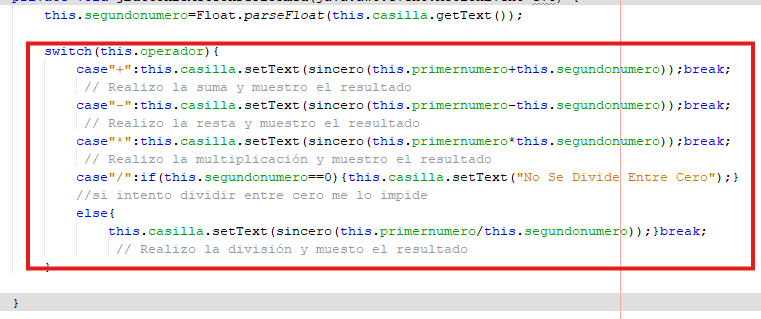 this.segundonumero=Float.parseFloat(this.casilla.getText());
switch(this.operador){
case"+":this.casilla.setText(sincero(this.primernumero+this.segundonumero));break;
// Realizo la suma y muestro el resultado
case"-":this.casilla.setText(sincero(this.primernumero-this.segundonumero));break;
// Realizo la resta y muestro el resultado
case"*":this.casilla.setText(sincero(this.primernumero*this.segundonumero));break;
// Realizo la multiplicación y muestro el resultado
case"/":if(this.segundonumero==0){this.casilla.setText("No Se Divide Entre Cero");}
//si intento dividir entre cero me lo impide
else{
this.casilla.setText(sincero(this.primernumero/this.segundonumero));}break;
// Realizo la división y muesto el resultado
}
}